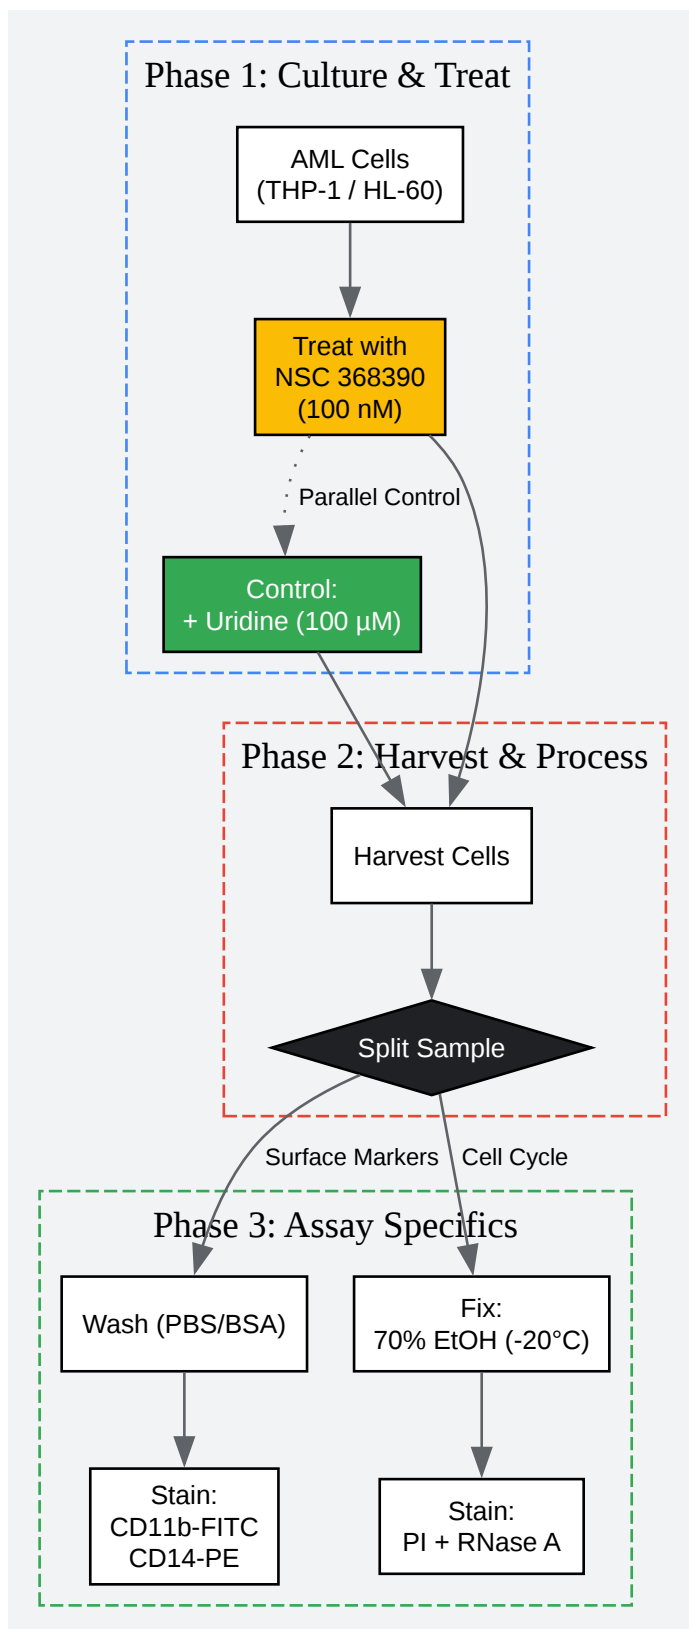 Phase 1: Culture & Treat
AML Cells
(THP-1 / HL-60)
Treat with
NSC 368390
(100 nM)
Parallel Control
Control:
+ Uridine (100 µM)
Phase 2: Harvest & Process
Harvest Cells
Split Sample
Surface Markers
Cell Cycle
Phase 3: Assay Specifics
Wash (PBS/BSA)
Fix:
70% EtOH (-20°C)
Stain:
CD11b-FITC
CD14-PE
Stain:
PI + RNase A